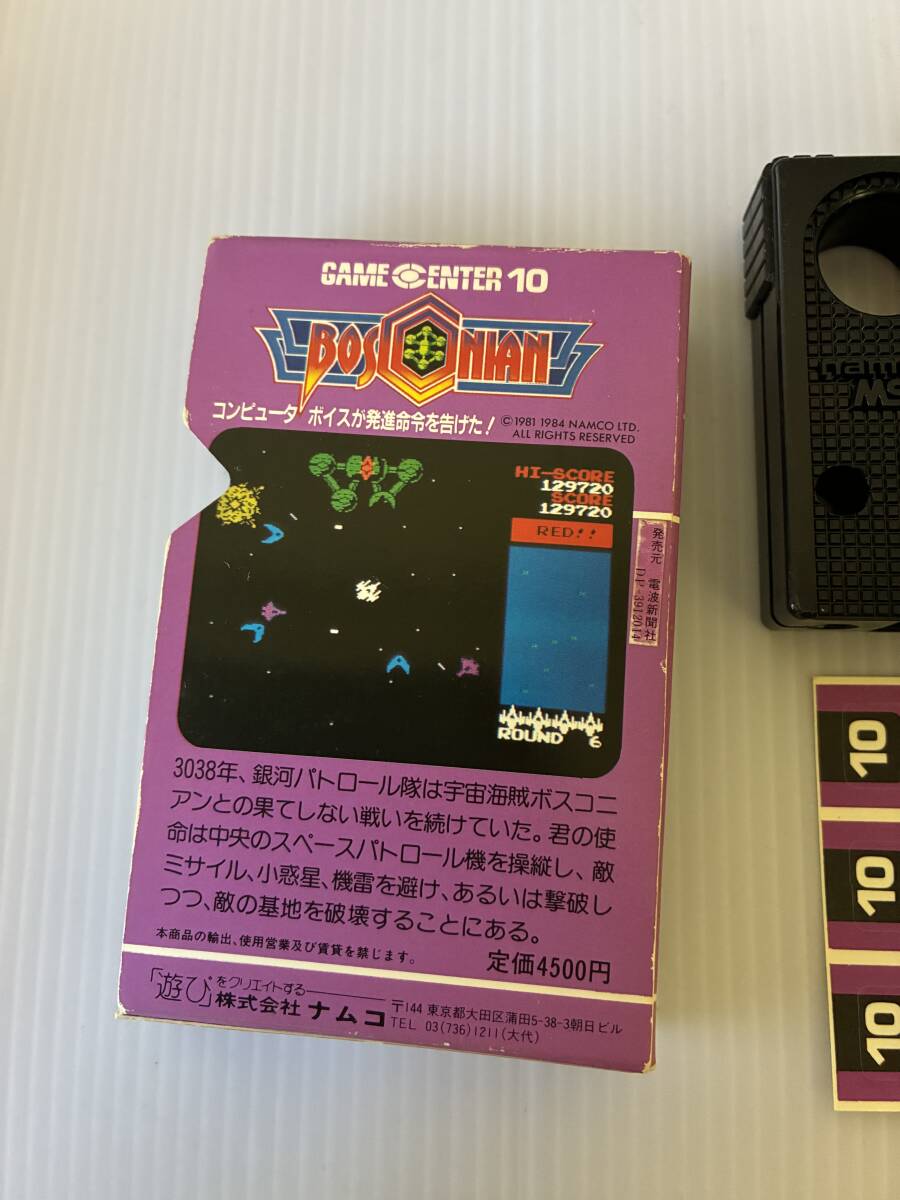 GAME CENTER 10
BOSCONIAN
コンピュータ ボイスが発進命令を告げた!
©1981 1984 NAMCO LTD.
ALL RIGHTS RESERVED
HI-SCORE
129720
SCORE
129720
RED!!
ROUND 6
発売元 電波新聞社
DP-3912014
3038年、銀河パトロール隊は宇宙海賊ボスコニ
アンとの果てしない戦いを続けていた。君の使
命は中央のスペースパトロール機を操縦し、敵
ミサイル、小惑星、機雷を避け、あるいは撃破し
つつ、敵の基地を破壊することにある。
本商品の輸出、使用営業及び賃貸を禁じます。
定価4500円
「遊び」をクリエイトする
株式会社 ナムコ
〒144 東京都大田区蒲田5-38-3朝日ビル
TEL 03(736)1211(大代)
10
10
10